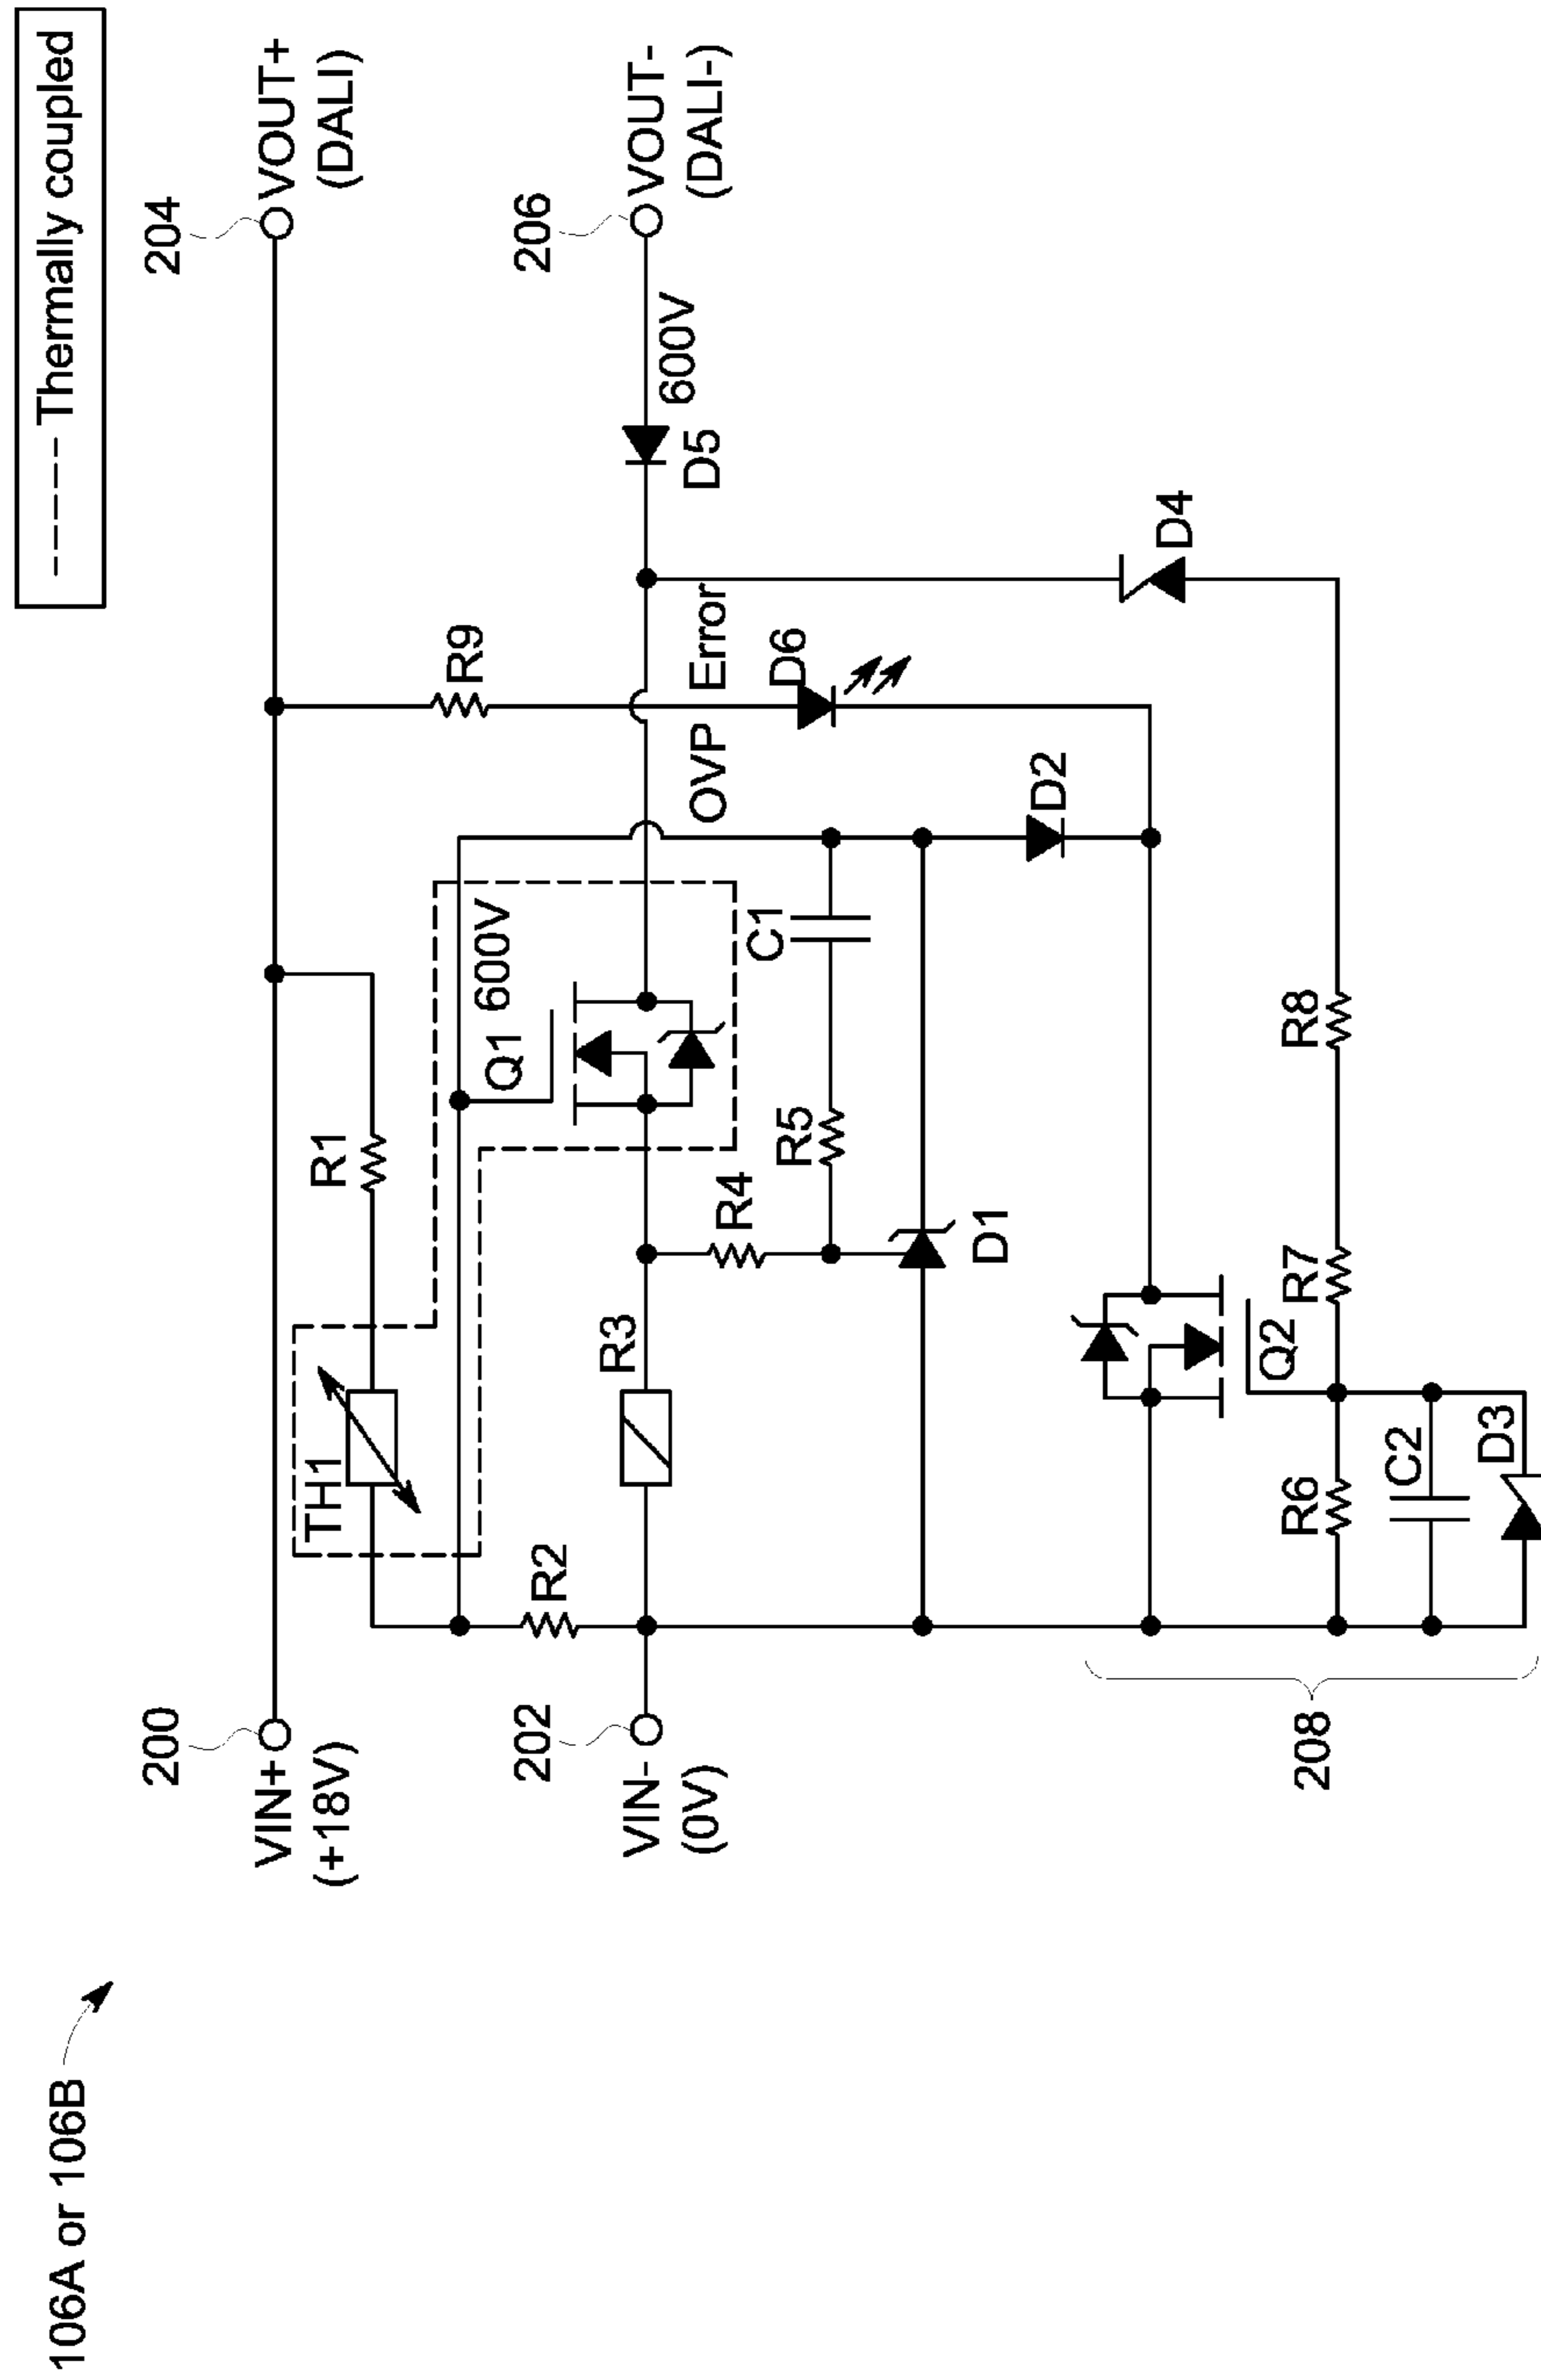 106A or 106B
----- Thermally coupled
200
VIN+
(+18V)
204
VOUT+
(DALI)
R1
TH1
R9
Q1
600V
202
VIN-
(0V)
206
VOUT-
(DALI-)
R2
R3
600V
D5
OVP Error
R4
R5
C1
D6
D1
D2
D4
Q2
208
R6
R7
R8
C2
D3